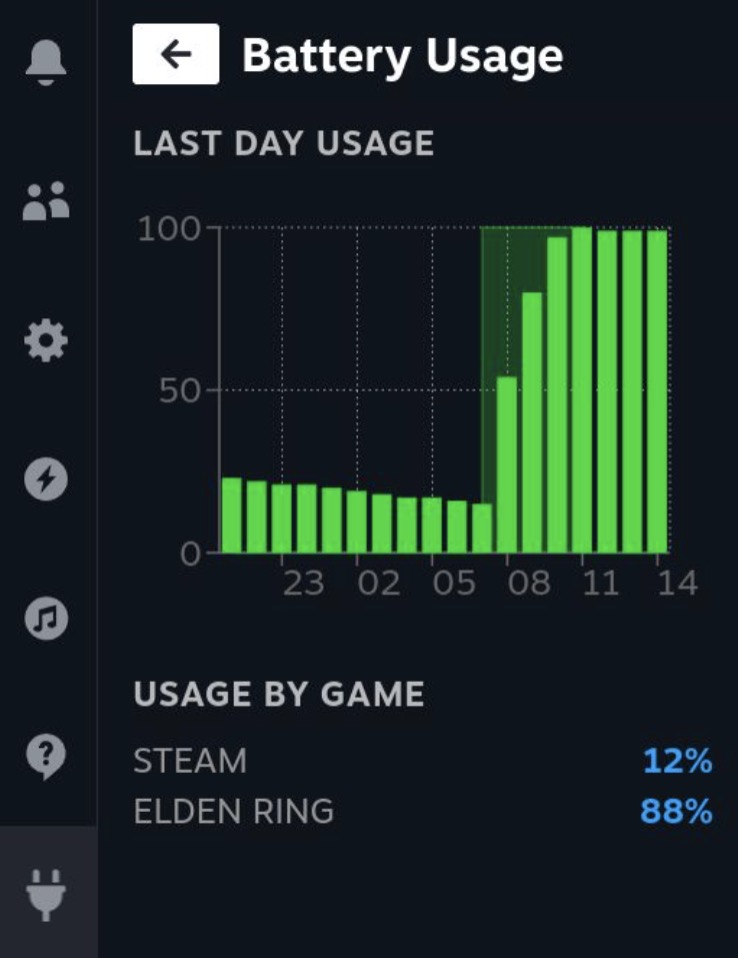 Battery Usage
LAST DAY USAGE
100
50
0
23 02 05 08 11 14
USAGE BY GAME
STEAM 12%
ELDEN RING 88%